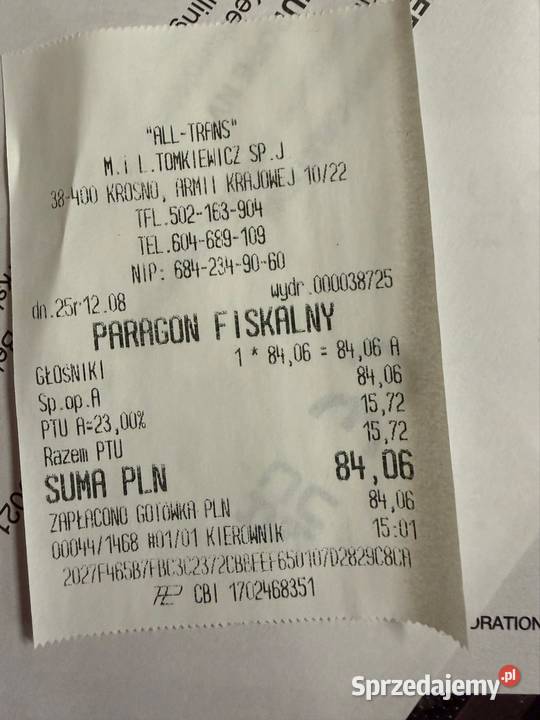 "ALL-TRANS"
M.i L.TOMKIEWICZ SP.J
38-400 KROSNO, ARMII KRAJOWEJ 10/22
TFL.502-163-904
TEL.604-689-109
NIP: 684-234-90-60
dn.25r12.08 wydr.000038725
PARAGON FISKALNY
GŁOŚNIKI 1 * 84,06 = 84,06 A
Sp.op.A 84,06
PTU A=23,00% 15,72
Razem PTU 15,72
SUMA PLN 84,06
ZAPŁACONO GOTÓWKA PLN 84,06
00044/1468 #01/01 KIEROWNIK 15:01
CBI 1702468351
ORATION
Sprzedajemy.pl